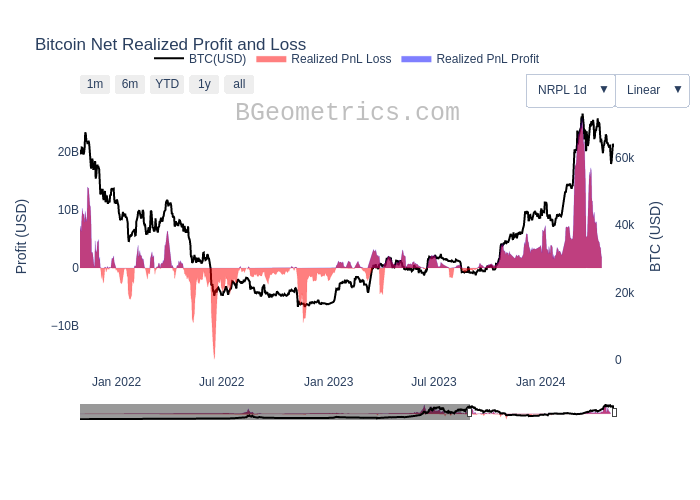 Bitcoin Net Realized Profit and Loss
BTC(USD) Realized PnL Loss Realized PnL Profit
1m 6m YTD 1y all
NRPL 1d ▼ Linear ▼
BGeometrics.com
20B
10B
0
−10B
Profit (USD)
60k
40k
20k
0
BTC (USD)
Jan 2022 Jul 2022 Jan 2023 Jul 2023 Jan 2024